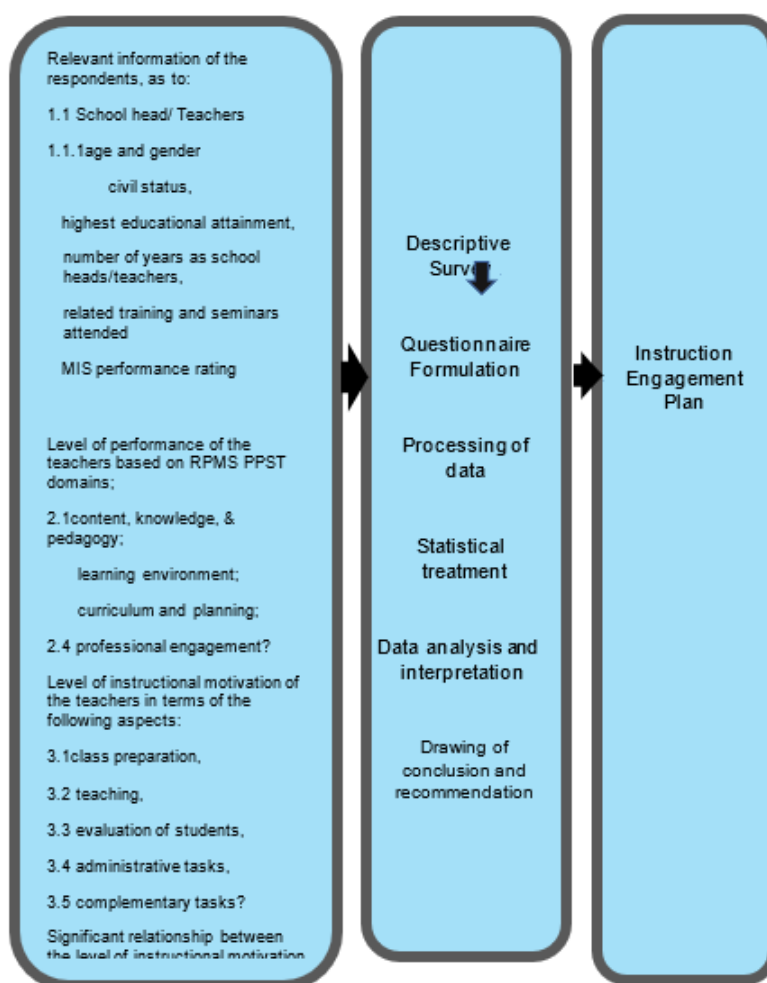 Relevant information of the
respondents, as to:
1.1 School head/ Teachers
1.1.1age and gender
civil status,
highest educational attainment,
number of years as school
heads/teachers,
related training and seminars
attended
MIS performance rating
Level of performance of the
teachers based on RPMS PPST
domains;
2.1content, knowledge, &
pedagogy;
learning environment;
curriculum and planning;
2.4 professional engagement?
Level of instructional motivation of
the teachers in terms of the
following aspects:
3.1class preparation,
3.2 teaching,
3.3 evaluation of students,
3.4 administrative tasks,
3.5 complementary tasks?
Significant relationship between
the level of instructional motivation
Descriptive
Survey
Questionnaire
Formulation
Processing of
data
Statistical
treatment
Data analysis and
interpretation
Drawing of
conclusion and
recommendation
Instruction
Engagement
Plan